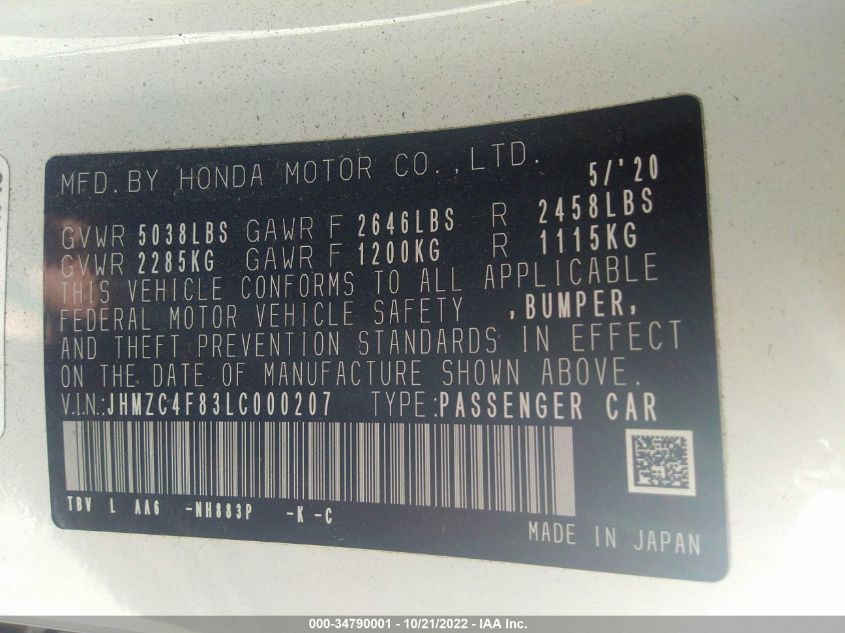 MFD. BY HONDA MOTOR CO., LTD. 5/'20
GVWR 5038LBS GAWR F 2646LBS R 2458LBS
GVWR 2285KG GAWR F 1200KG R 1115KG
THIS VEHICLE CONFORMS TO ALL APPLICABLE
FEDERAL MOTOR VEHICLE SAFETY ,BUMPER,
AND THEFT PREVENTION STANDARDS IN EFFECT
ON THE DATE OF MANUFACTURE SHOWN ABOVE.
V.I.N.:JHMZC4F83LC000207 TYPE:PASSENGER CAR
TBV L AA6 -NH883P -K -C
MADE IN JAPAN
000-34790001 - 10/21/2022 - IAA Inc.